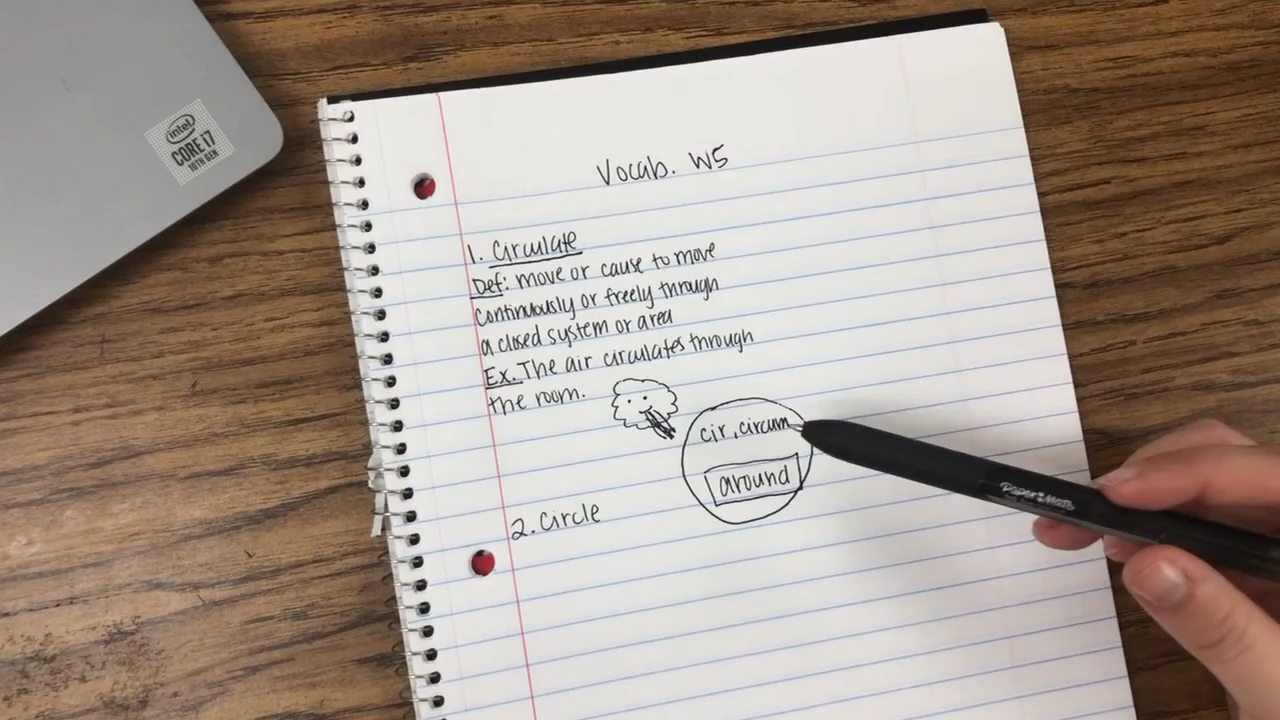 intel
CORE i7
10TH GEN
Vocab. W5
1. Circulate
Def: move or cause to move
continuously or freely through
a closed system or area
Ex. The air circulates through
the room.
cir, circum
around
2. Circle
Paper Mate